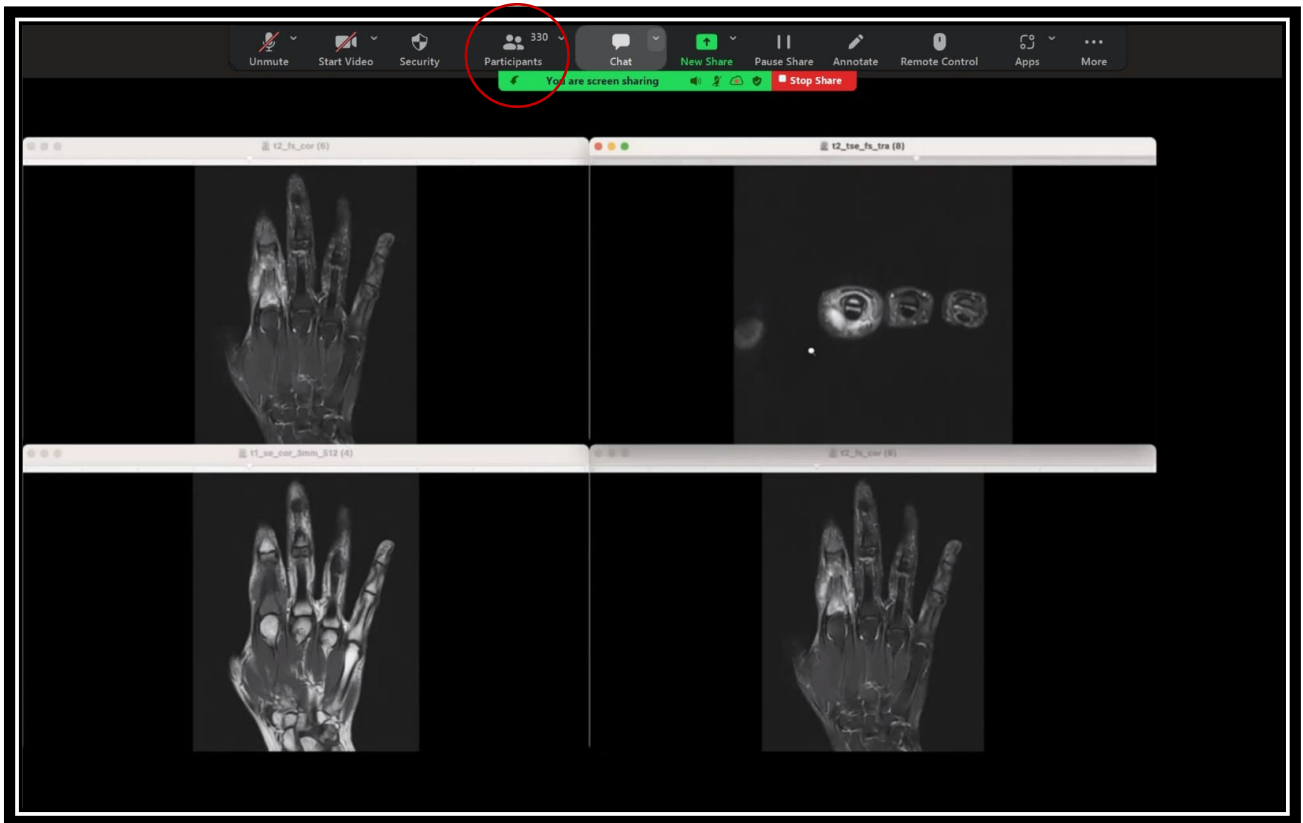 330
Unmute Start Video Security Participants Chat New Share Pause Share Annotate Remote Control Apps More
You are screen sharing Stop Share
t2_fs_cor (6) t2_tse_fs_tra (8)
t1_se_cor_3mm_512 (4) t2_fs_cor (6)